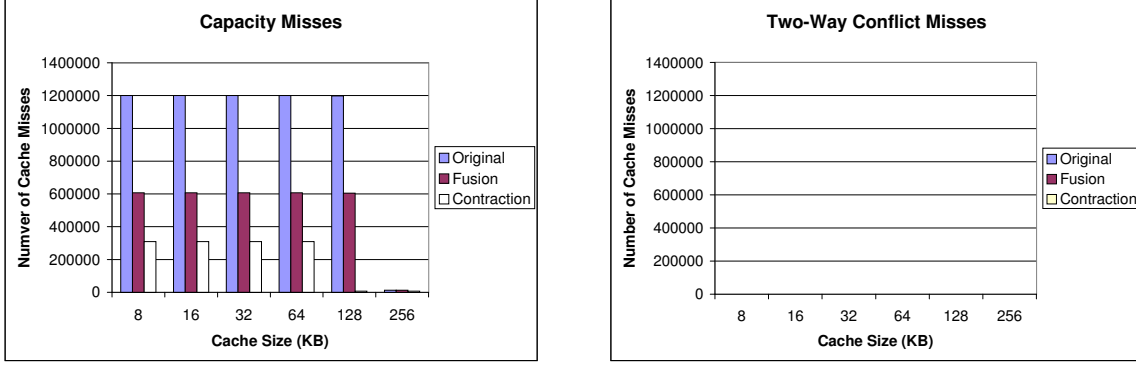 Capacity Misses
1400000
1200000
1000000
800000
600000
400000
200000
0
Numver of Cache Misses
8 16 32 64 128 256
Cache Size (KB)
Original
Fusion
Contraction
Two-Way Conflict Misses
1400000
1200000
1000000
800000
600000
400000
200000
0
Number of Cache Misses
8 16 32 64 128 256
Cache Size (KB)
Original
Fusion
Contraction